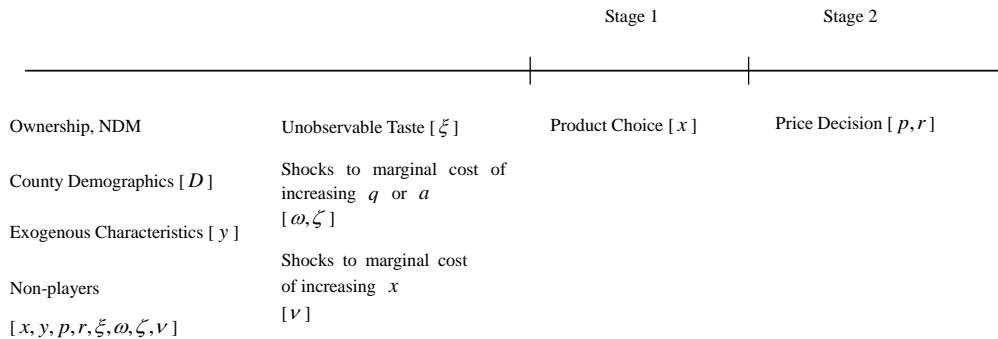 Stage 1
Stage 2
Ownership, NDM
County Demographics [ D ]
Exogenous Characteristics [ y ]
Non-players
[ x, y, p, r, ξ, ω, ζ, ν ]
Unobservable Taste [ ξ ]
Shocks to marginal cost of
increasing q or a
[ ω, ζ ]
Shocks to marginal cost
of increasing x
[ ν ]
Product Choice [ x ]
Price Decision [ p, r ]